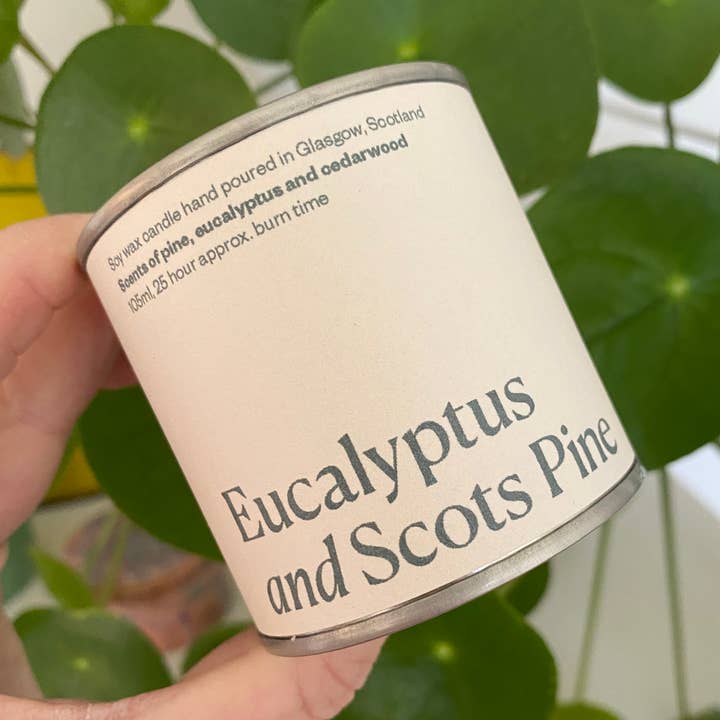 Soy wax candle hand poured in Glasgow, Scotland
Scents of pine, eucalyptus and cedarwood
105ml, 25 hour approx. burn time
Eucalyptus
and Scots Pine